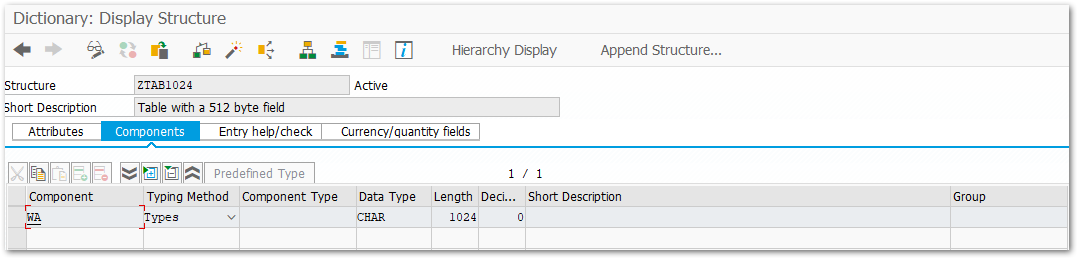 Dictionary: Display Structure
Hierarchy Display Append Structure...
Structure ZTAB1024 Active
Short Description Table with a 512 byte field
Attributes Components Entry help/check Currency/quantity fields
Predefined Type 1 / 1
Component Typing Method Component Type Data Type Length Deci... Short Description Group
WA Types CHAR 1024 0